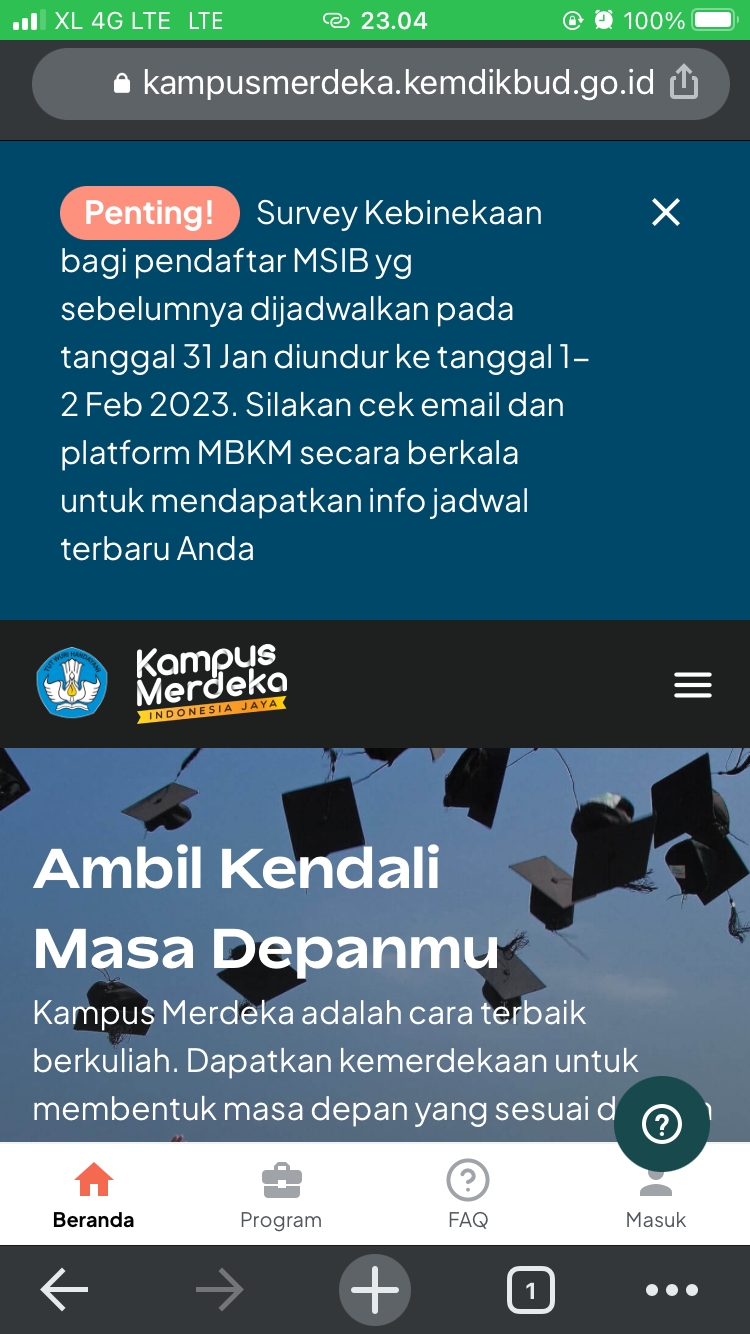 XL 4G LTE LTE 23.04 100%
kampusmerdeka.kemdikbud.go.id
Penting! Survey Kebinekaan
bagi pendaftar MSIB yg
sebelumnya dijadwalkan pada
tanggal 31 Jan diundur ke tanggal 1–
2 Feb 2023. Silakan cek email dan
platform MBKM secara berkala
untuk mendapatkan info jadwal
terbaru Anda
TUT WURI HANDAYANI
Kampus
Merdeka
INDONESIA JAYA
Ambil Kendali
Masa Depanmu
Kampus Merdeka adalah cara terbaik
berkuliah. Dapatkan kemerdekaan untuk
membentuk masa depan yang sesuai
Beranda Program FAQ Masuk
1